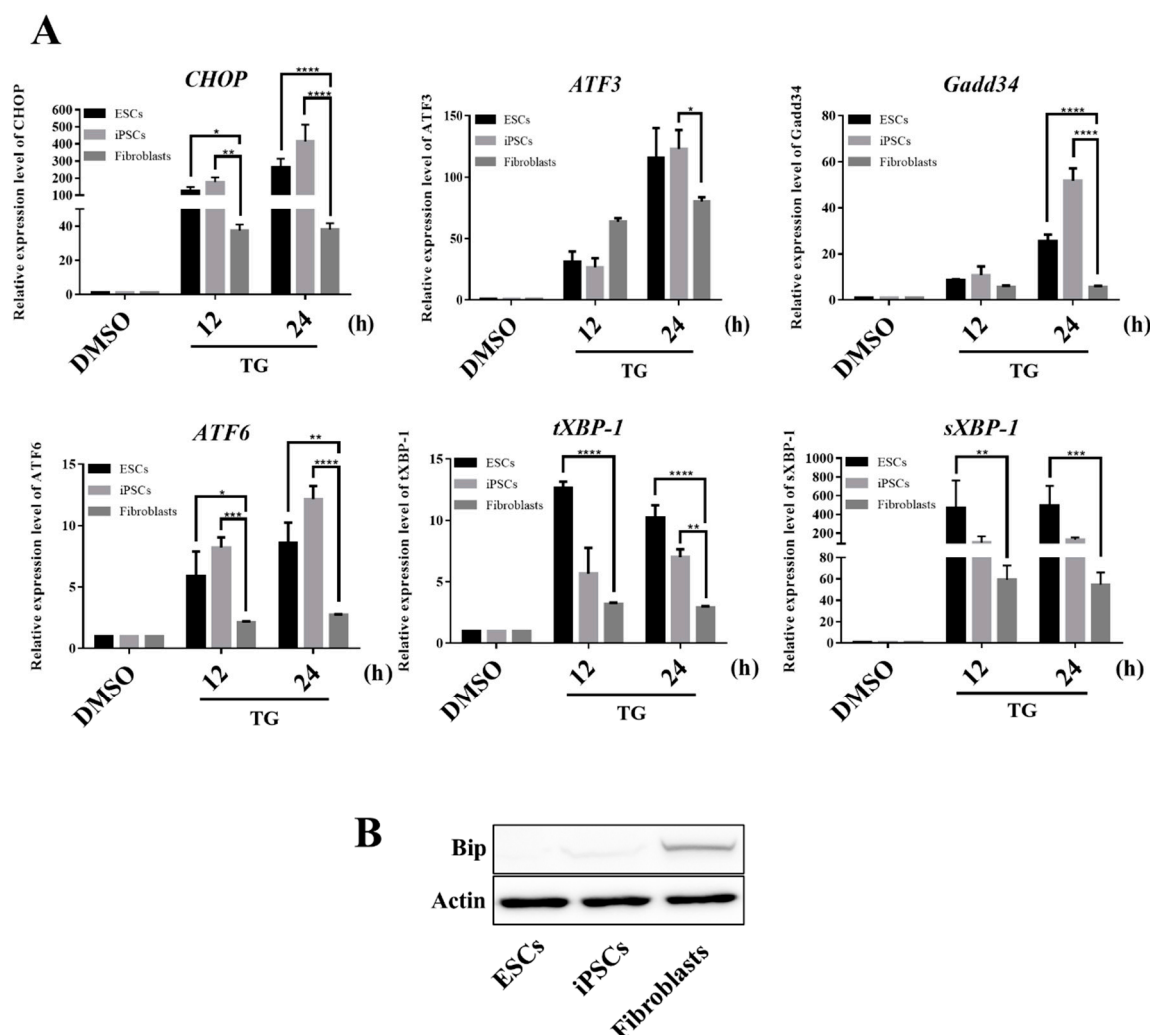 A
CHOP
Relative expression level of CHOP
ESCs
iPSCs
Fibroblasts
600
500
400
300
200
100
40
20
0
*
**
****
****
DMSO
12
24
(h)
TG
ATF3
Relative expression level of ATF3
ESCs
iPSCs
Fibroblasts
150
100
50
0
*
DMSO
12
24
(h)
TG
Gadd34
Relative expression level of Gadd34
ESCs
iPSCs
Fibroblasts
80
60
40
20
0
****
****
DMSO
12
24
(h)
TG
ATF6
Relative expression level of ATF6
ESCs
iPSCs
Fibroblasts
15
10
5
0
*
***
**
****
DMSO
12
24
(h)
TG
tXBP-1
Relative expression level of tXBP-1
ESCs
iPSCs
Fibroblasts
15
10
5
0
****
****
**
DMSO
12
24
(h)
TG
sXBP-1
Relative expression level of sXBP-1
ESCs
iPSCs
Fibroblasts
1000
800
600
400
200
80
60
40
20
0
**
***
DMSO
12
24
(h)
TG
B
Bip
Actin
ESCs
iPSCs
Fibroblasts